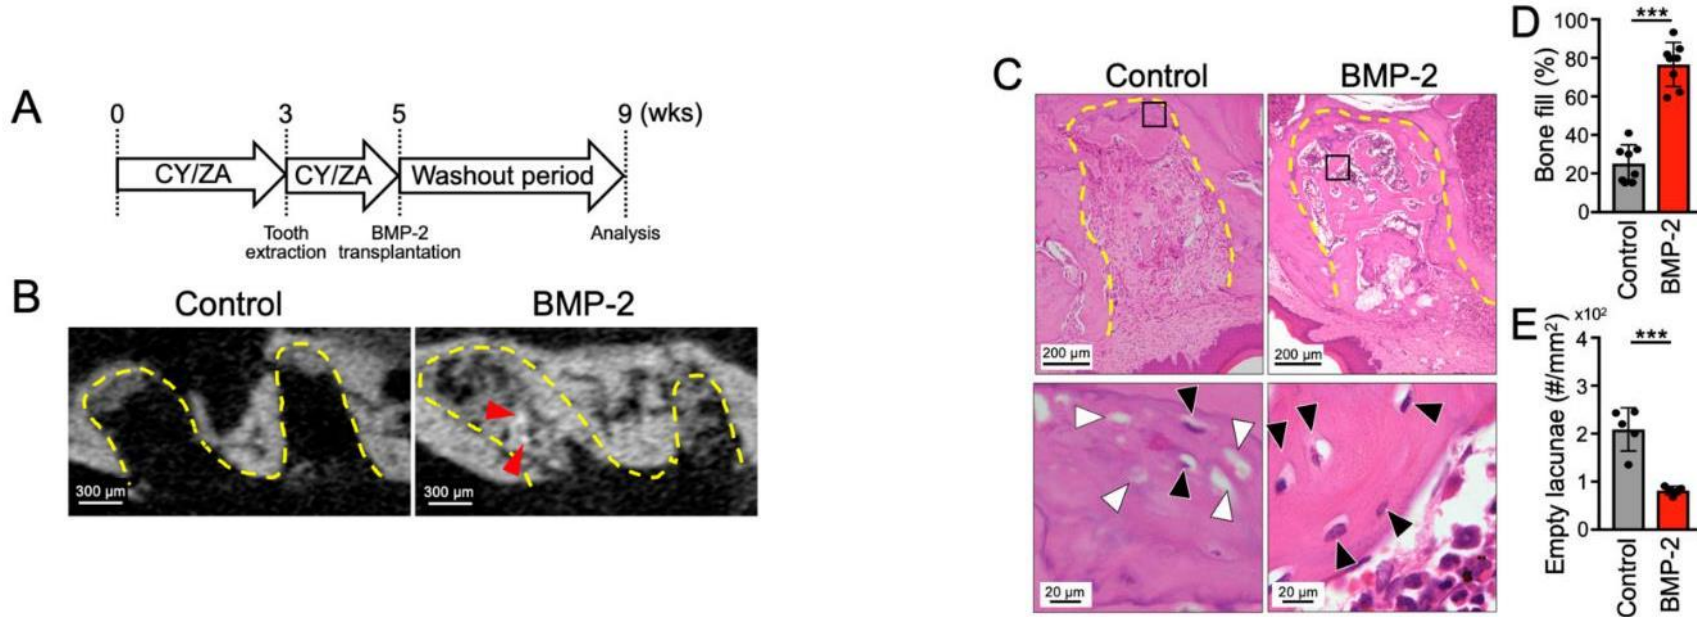 A
0 3 5 9 (wks)
CY/ZA CY/ZA Washout period
Tooth
extraction
BMP-2
transplantation
Analysis
B
Control BMP-2
300 µm 300 µm
C
Control BMP-2
200 µm 200 µm
20 µm 20 µm
D
***
Bone fill (%)
100
80
60
40
20
0
Control
BMP-2
E
x10²
***
Empty lacunae (#/mm²)
4
3
2
1
0
Control
BMP-2